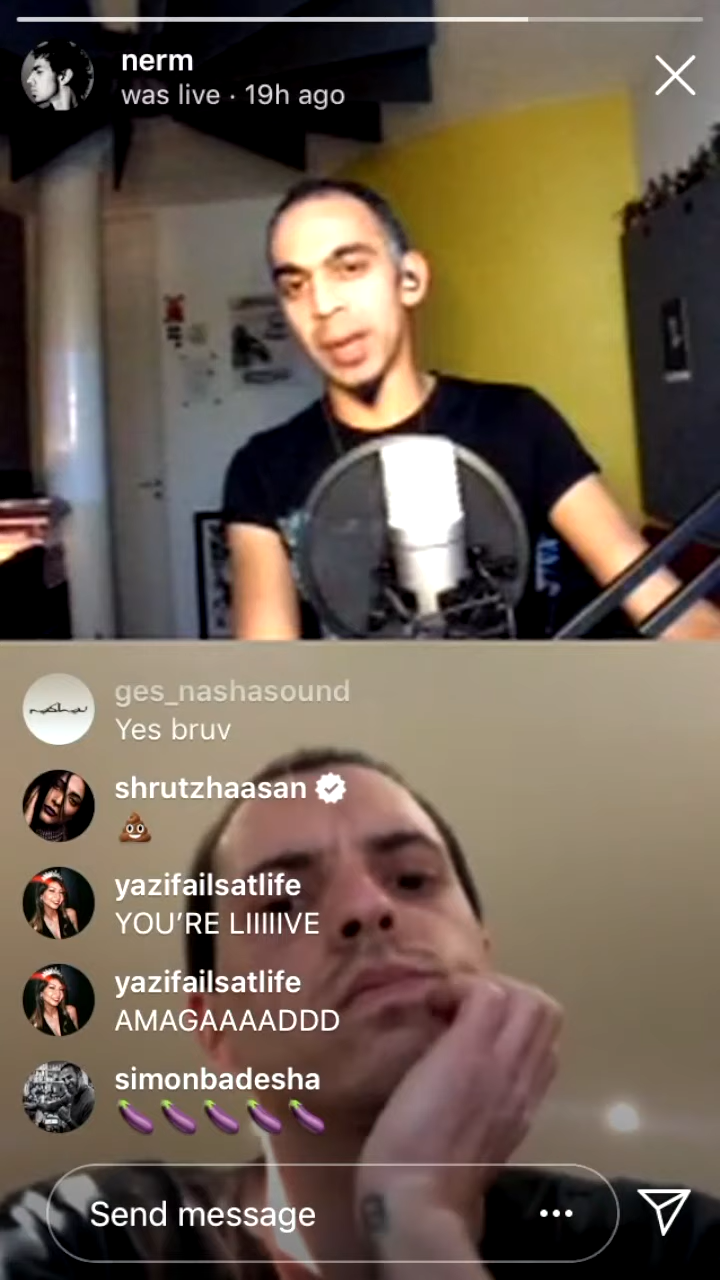 nerm
was live · 19h ago
ges_nashasound
Yes bruv
shrutzhaasan
💩
yazifailsatlife
YOU’RE LIIIIIVE
yazifailsatlife
AMAGAAAADDD
simonbadesha
🍆🍆🍆🍆🍆
Send message